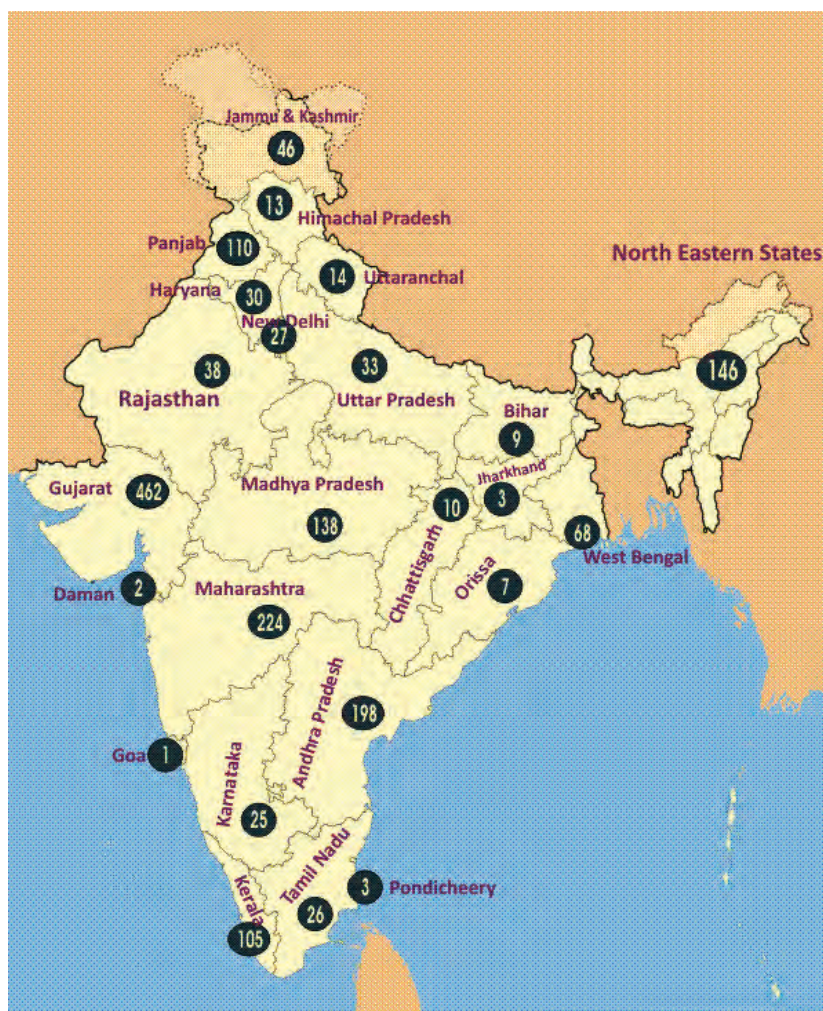 Jammu & Kashmir
46
13
Himachal Pradesh
Panjab
110
North Eastern States
14
Uttaranchal
Haryana
30
New Delhi
27
146
38
33
Rajasthan
Uttar Pradesh
Bihar
9
Gujarat
462
Madhya Pradesh
Jharkhand
3
10
138
68
West Bengal
Chhattisgarh
Orissa
7
Daman
2
Maharashtra
224
Andhra Pradesh
198
Goa
1
Karnataka
25
Tamil Nadu
3
Pondicheery
Kerala
26
105